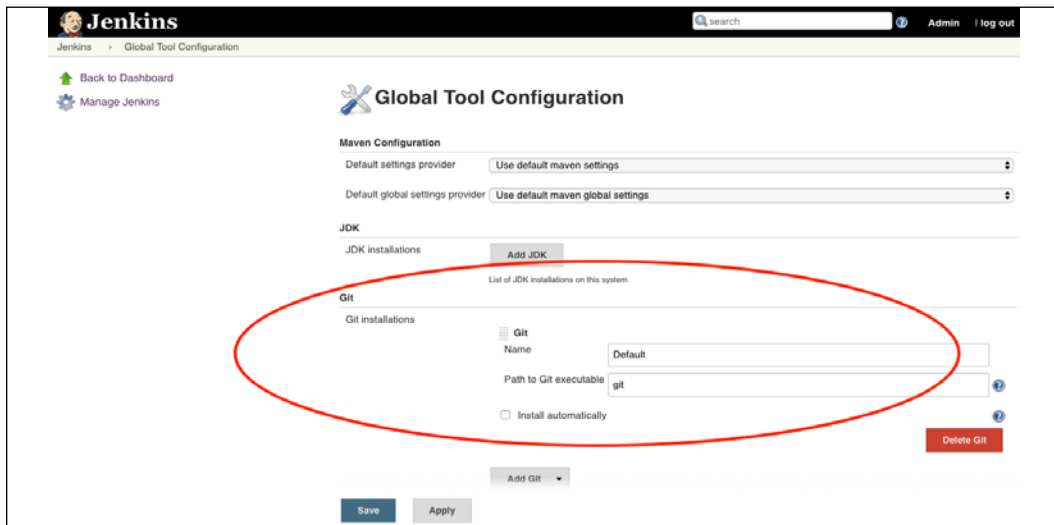 Jenkins
search
Admin | log out
Jenkins › Global Tool Configuration
Back to Dashboard
Manage Jenkins
Global Tool Configuration
Maven Configuration
Default settings provider Use default maven settings
Default global settings provider Use default maven global settings
JDK
JDK installations Add JDK
List of JDK installations on this system
Git
Git installations
Git
Name Default
Path to Git executable git
Install automatically
Delete Git
Add Git
Save Apply